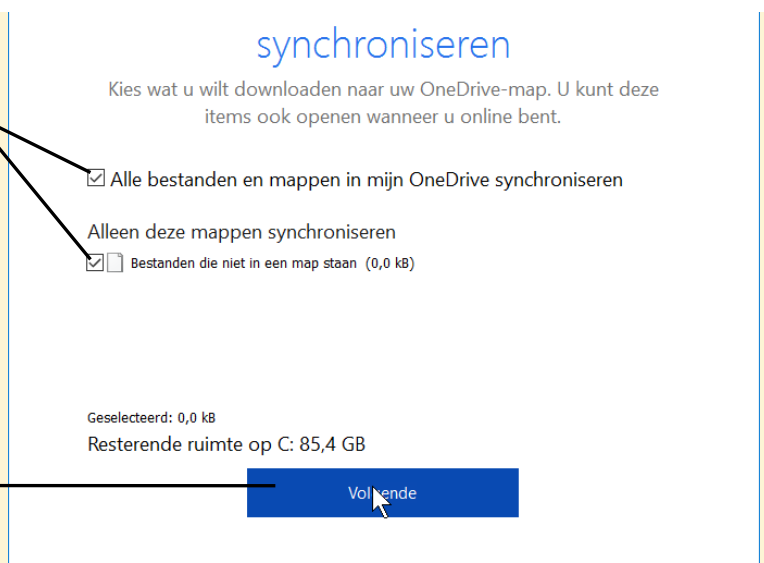 synchroniseren
Kies wat u wilt downloaden naar uw OneDrive-map. U kunt deze
items ook openen wanneer u online bent.
Alle bestanden en mappen in mijn OneDrive synchroniseren
Alleen deze mappen synchroniseren
Bestanden die niet in een map staan (0,0 kB)
Geselecteerd: 0,0 kB
Resterende ruimte op C: 85,4 GB
Volgende